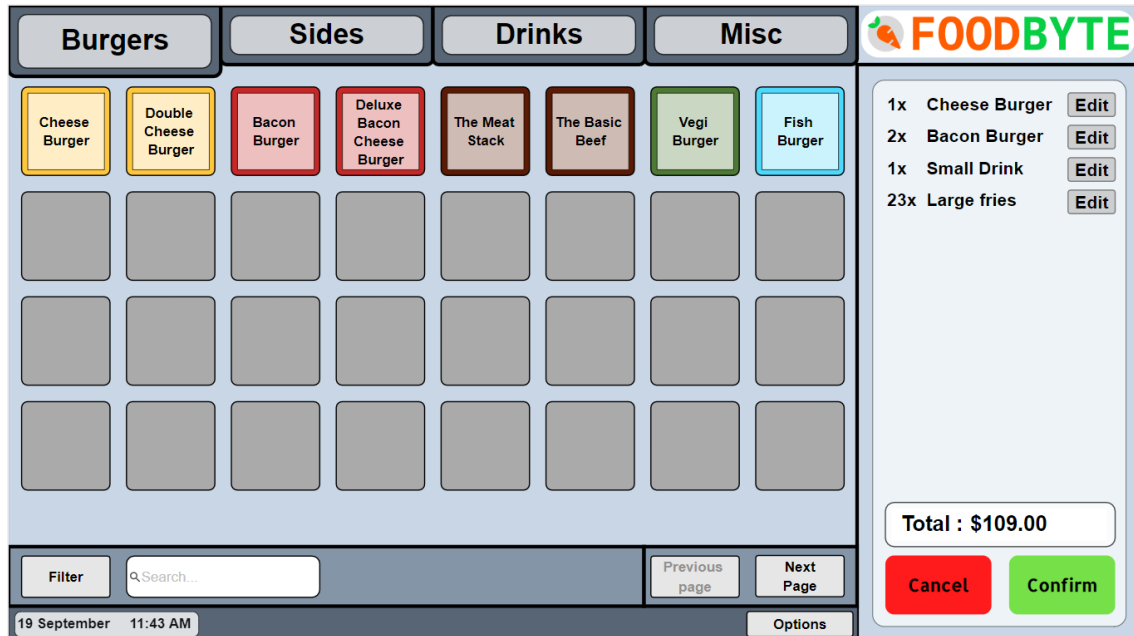 Burgers
Sides
Drinks
Misc
FOODBYTE
Cheese
Burger
Double
Cheese
Burger
Bacon
Burger
Deluxe
Bacon
Cheese
Burger
The Meat
Stack
The Basic
Beef
Vegi
Burger
Fish
Burger
1x Cheese Burger Edit
2x Bacon Burger Edit
1x Small Drink Edit
23x Large fries Edit
Total : $109.00
Cancel
Confirm
Filter
Search...
Previous
page
Next
Page
19 September 11:43 AM
Options